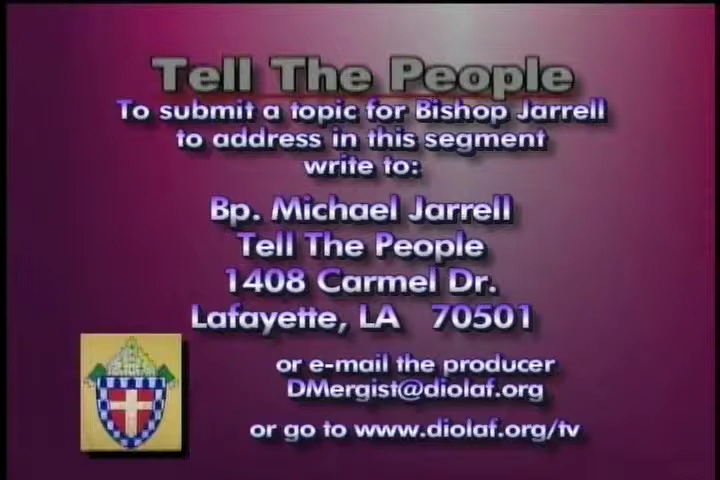 Tell The People
To submit a topic for Bishop Jarrell
to address in this segment
write to:
Bp. Michael Jarrell
Tell The People
1408 Carmel Dr.
Lafayette, LA 70501
or e-mail the producer
DMergist@diolaf.org
or go to www.diolaf.org/tv